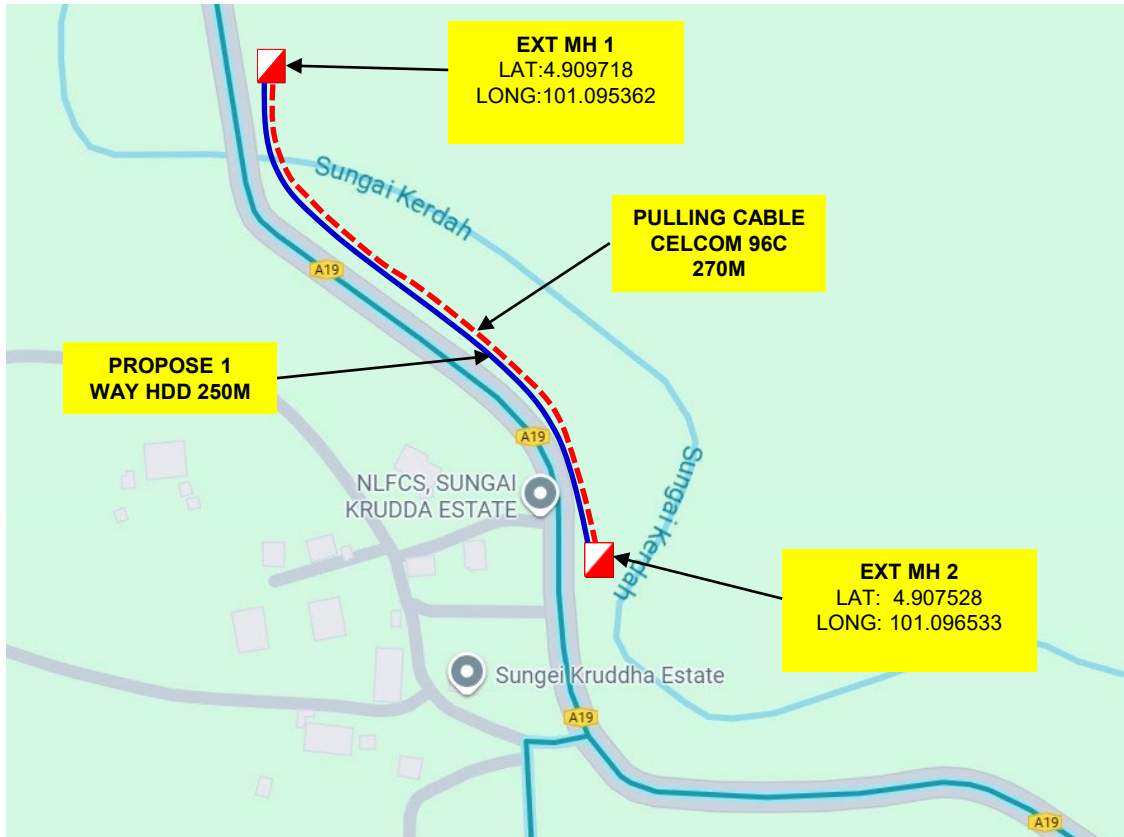 EXT MH 1
LAT:4.909718
LONG:101.095362
Sungai Kerdah
PULLING CABLE
CELCOM 96C
270M
A19
PROPOSE 1
WAY HDD 250M
A19
NLFCS, SUNGAI
KRUDDA ESTATE
Sungai Kerdah
EXT MH 2
LAT: 4.907528
LONG: 101.096533
Sungei Kruddha Estate
A19
A19